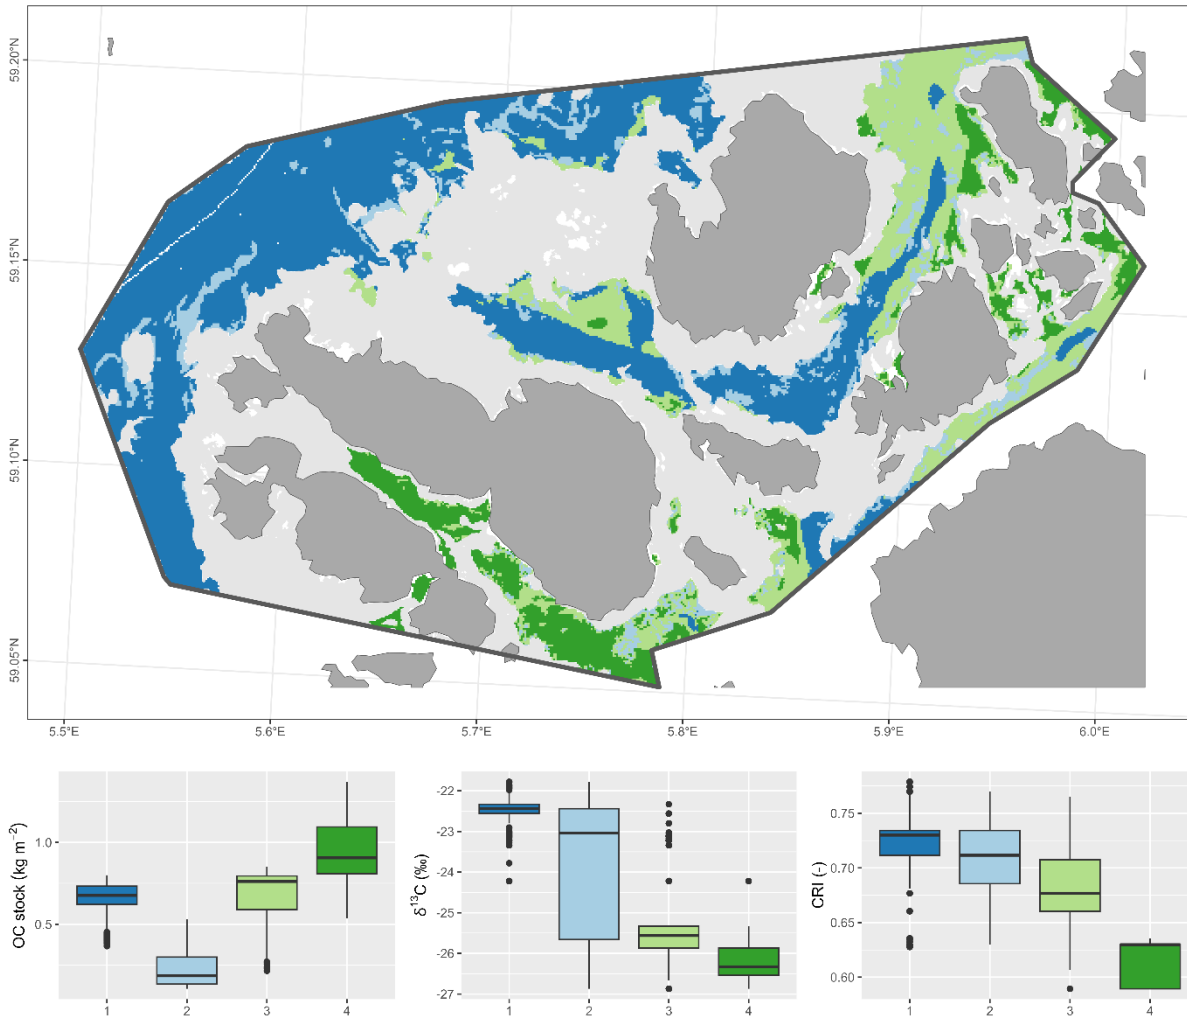 59.20°N
59.15°N
59.10°N
59.05°N
5.5°E 5.6°E 5.7°E 5.8°E 5.9°E 6.0°E
OC stock (kg m⁻²)
1.0
0.5
1 2 3 4
δ¹³C (‰)
-22
-23
-24
-25
-26
-27
1 2 3 4
CRI (-)
0.75
0.70
0.65
0.60
1 2 3 4